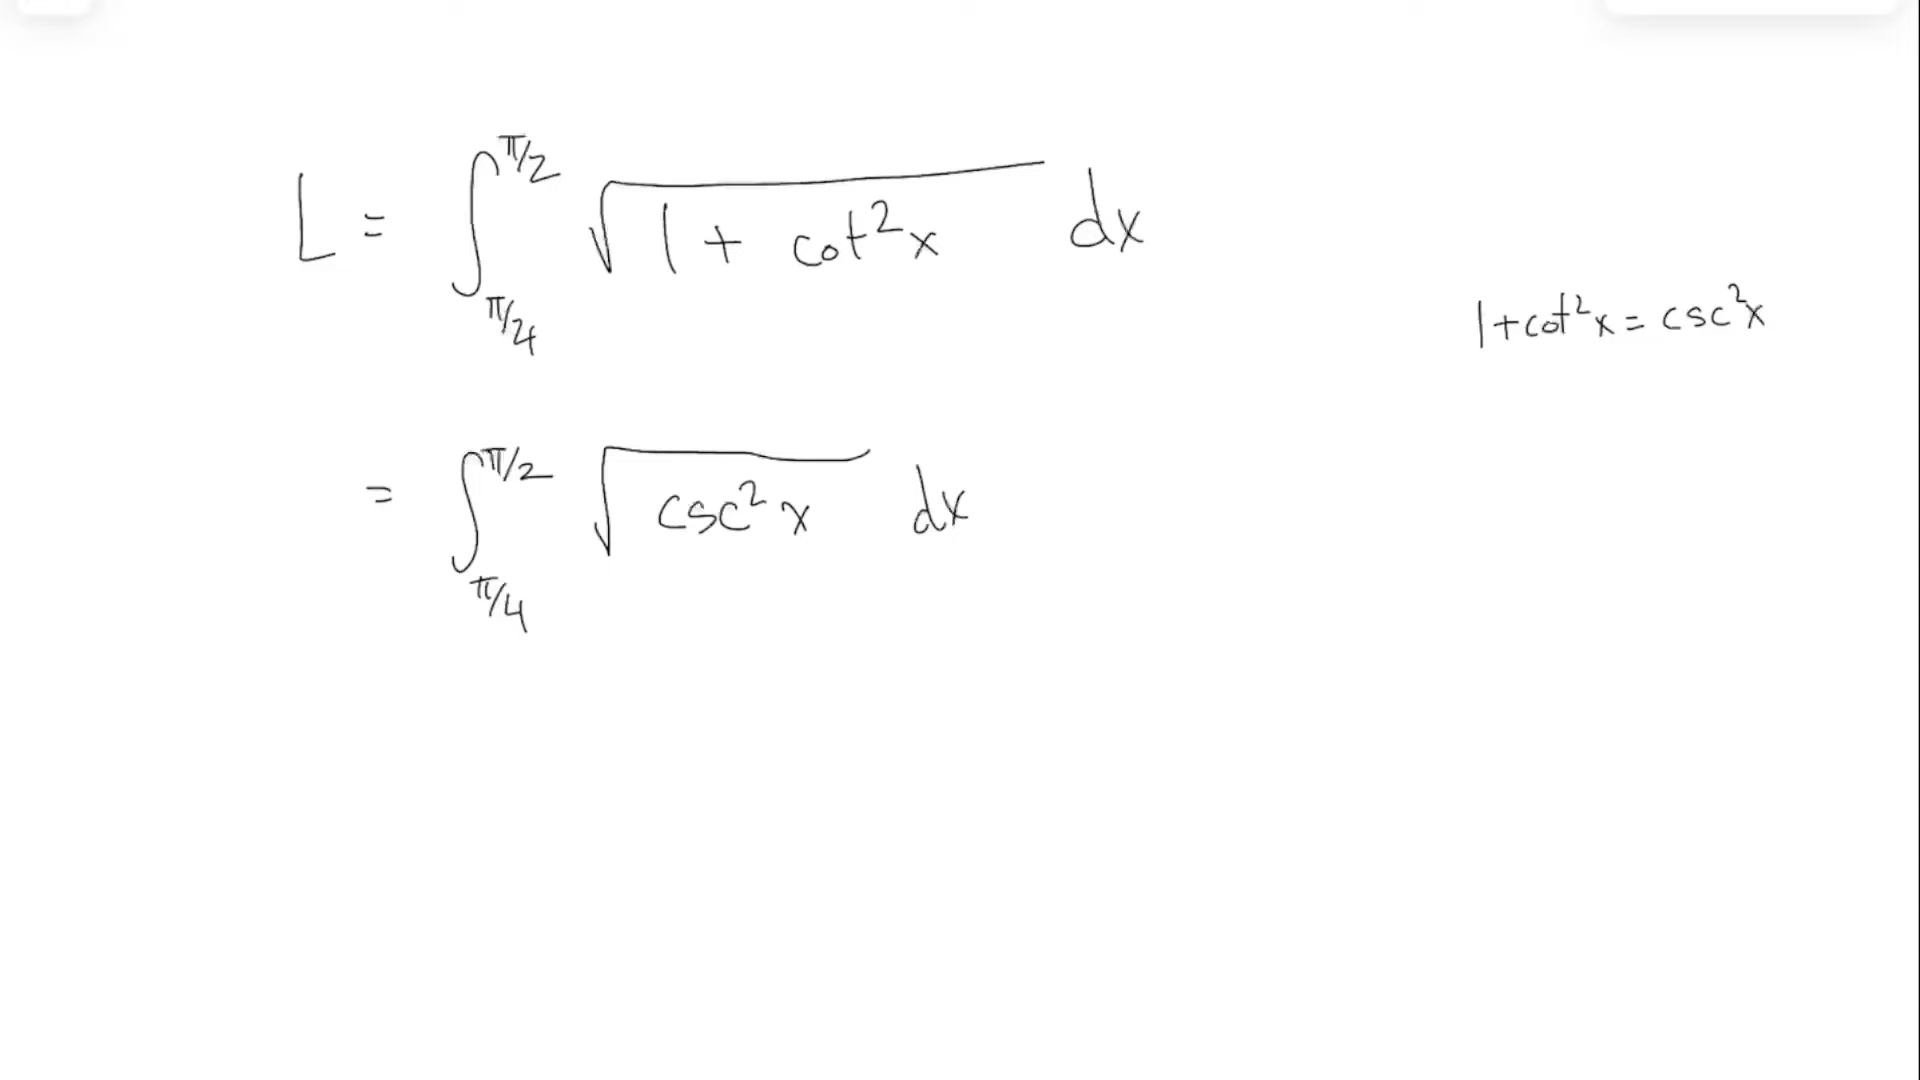 L = ∫_{π/4}^{π/2} √(1 + cot²x) dx
1+cot²x = csc²x
= ∫_{π/4}^{π/2} √(csc²x) dx